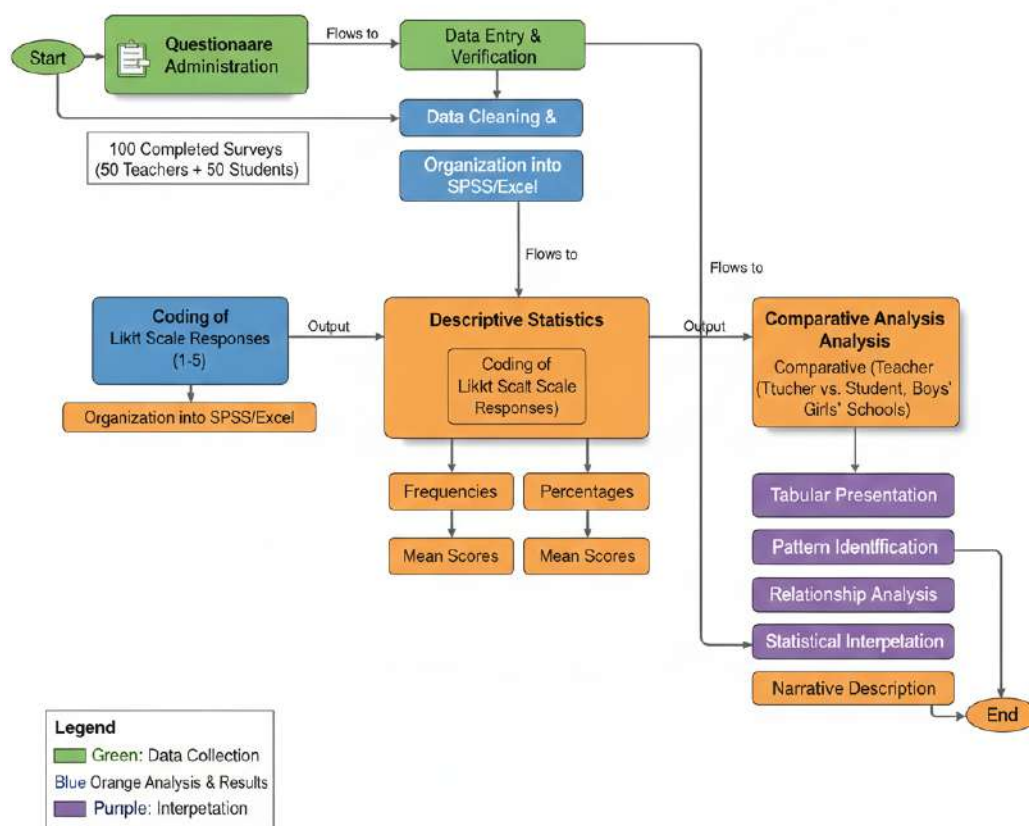 Start
Questionaare
Administration
Flows to
Data Entry &
Verification
Data Cleaning &
100 Completed Surveys
(50 Teachers + 50 Students)
Organization into
SPSS/Excel
Flows to
Flows to
Coding of
Likit Scale Responses
(1-5)
Output
Organization into SPSS/Excel
Descriptive Statistics
Coding of
Likkt Scalt Scale
Responses)
Output
Comparative Analysis
Analysis
Comparative (Teacher
(Ttucher vs. Student, Boys'
Girls' Schools)
Frequencies
Percentages
Mean Scores
Mean Scores
Tabular Presentation
Pattern Identffication
Relationship Analysis
Statistical Interpetation
Narrative Description
End
Legend
Green: Data Collection
Blue Orange Analysis & Results
Punple: Interpetation